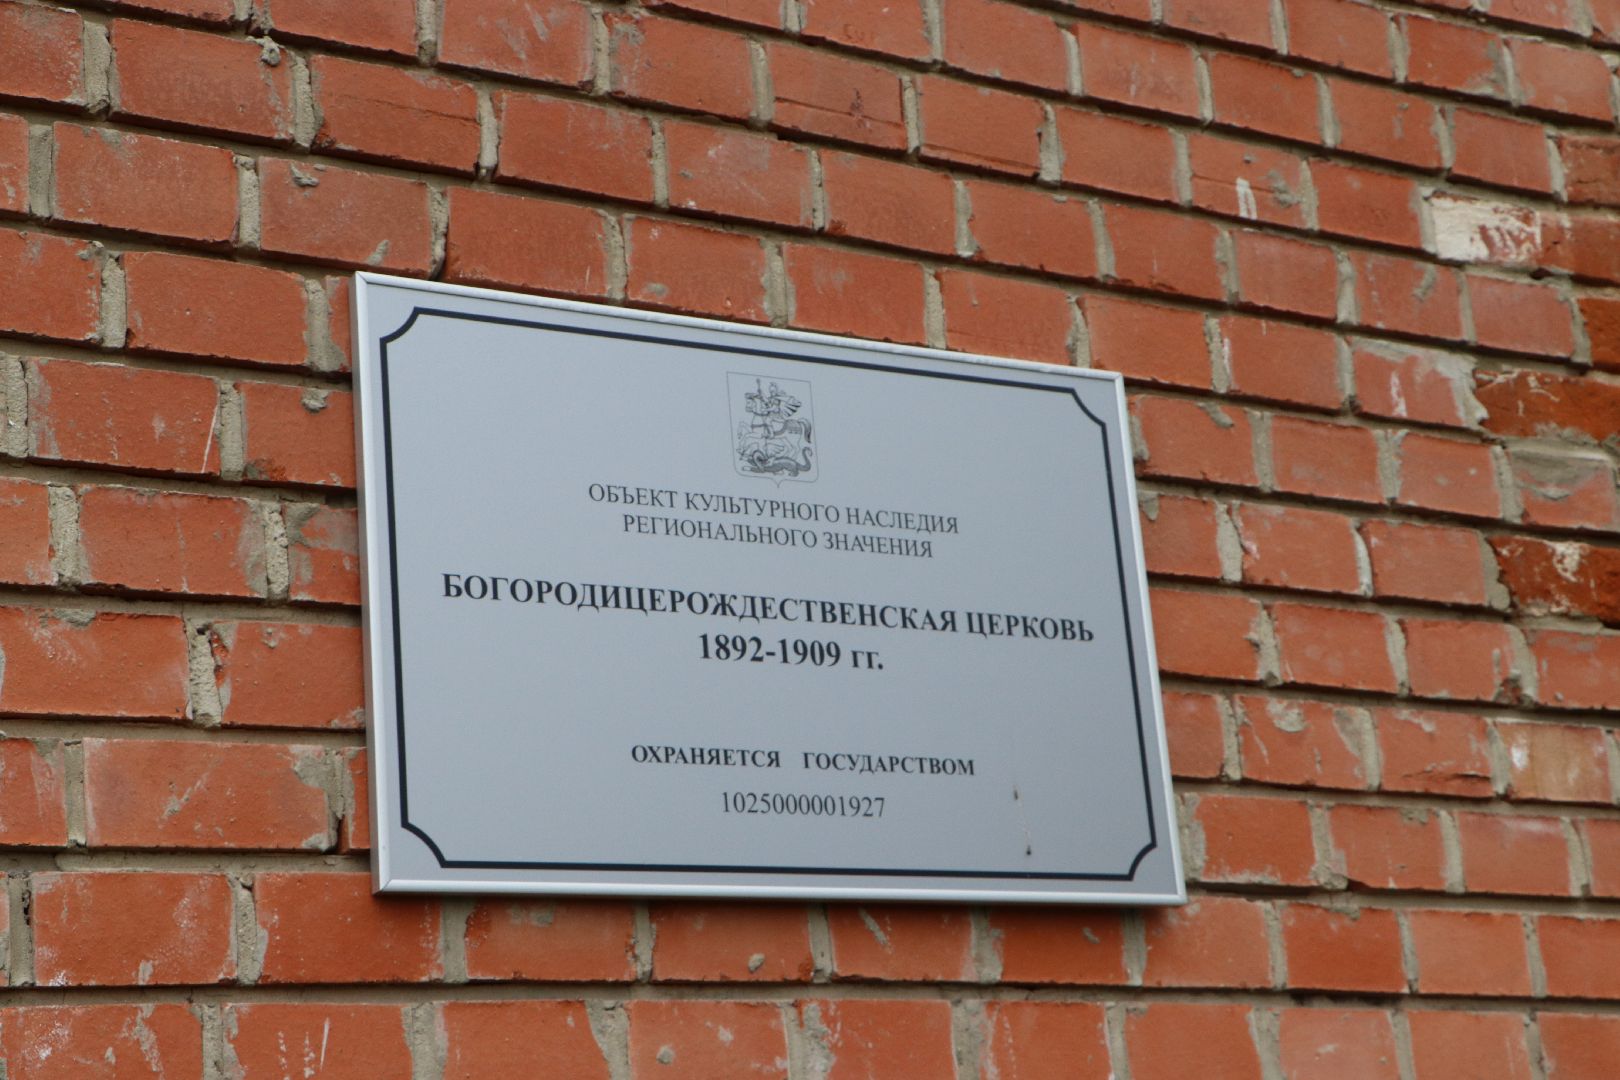 ОБЪЕКТ КУЛЬТУРНОГО НАСЛЕДИЯ
РЕГИОНАЛЬНОГО ЗНАЧЕНИЯ
БОГОРОДИЦЕРОЖДЕСТВЕНСКАЯ ЦЕРКОВЬ
1892-1909 гг.
ОХРАНЯЕТСЯ ГОСУДАРСТВОМ
1025000001927